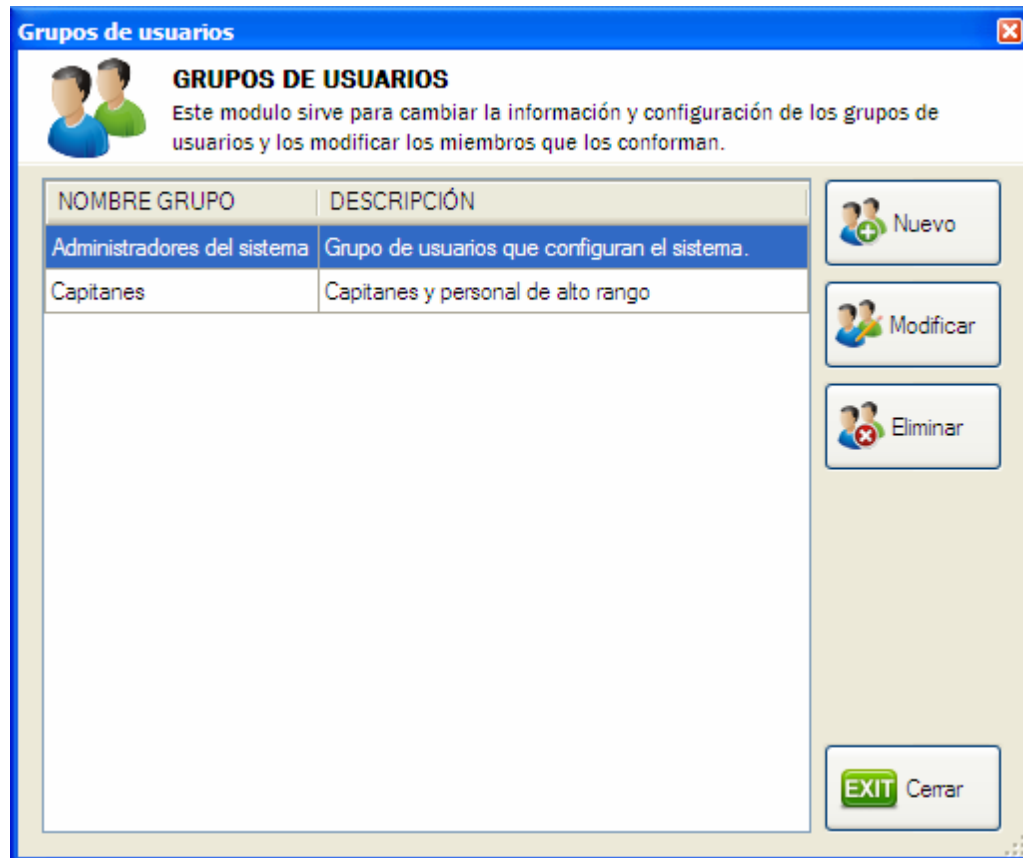 Grupos de usuarios
GRUPOS DE USUARIOS
Este modulo sirve para cambiar la información y configuración de los grupos de
usuarios y los modificar los miembros que los conforman.
NOMBRE GRUPO DESCRIPCIÓN
Administradores del sistema Grupo de usuarios que configuran el sistema.
Capitanes Capitanes y personal de alto rango
Nuevo
Modificar
Eliminar
EXIT Cerrar